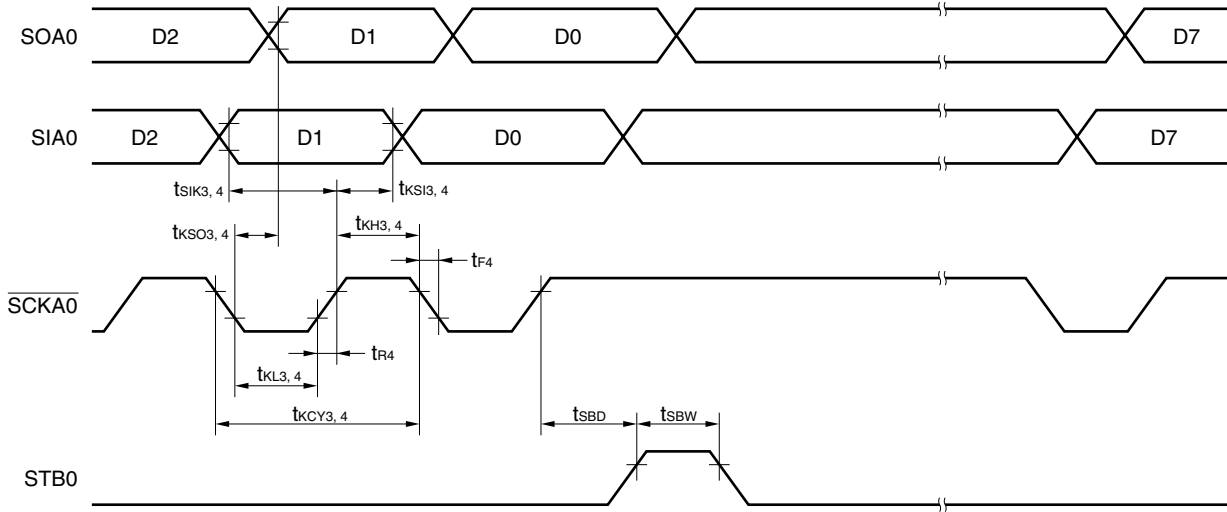 SOA0 D2 D1 D0 D7
SIA0 D2 D1 D0 D7
tSIK3, 4 tKSI3, 4
tKSO3, 4 tKH3, 4
tF4
SCKA0
tR4
tKL3, 4
tKCY3, 4 tSBD tSBW
STB0